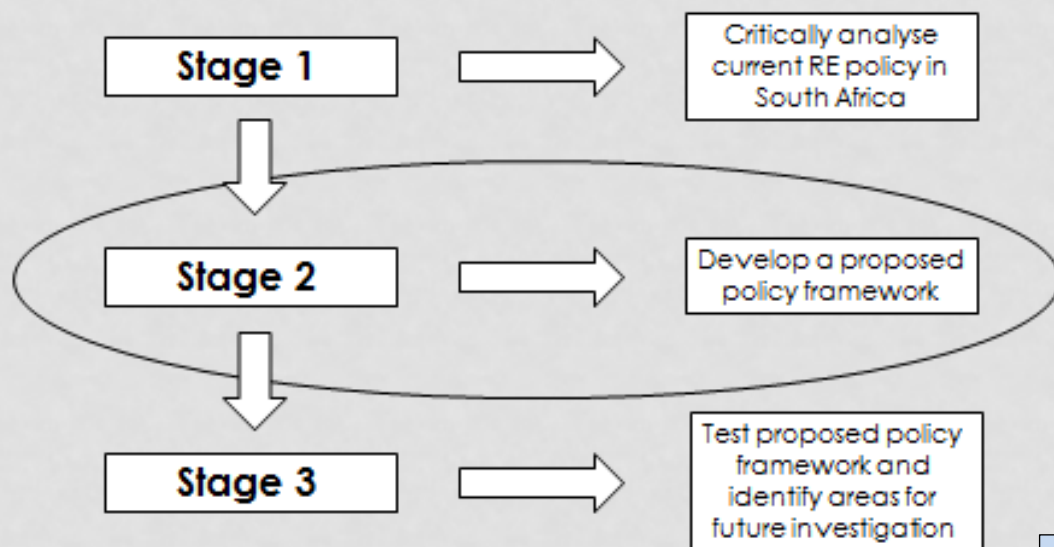 Stage 1
Critically analyse
current RE policy in
South Africa
Stage 2
Develop a proposed
policy framework
Stage 3
Test proposed policy
framework and
identify areas for
future investigation